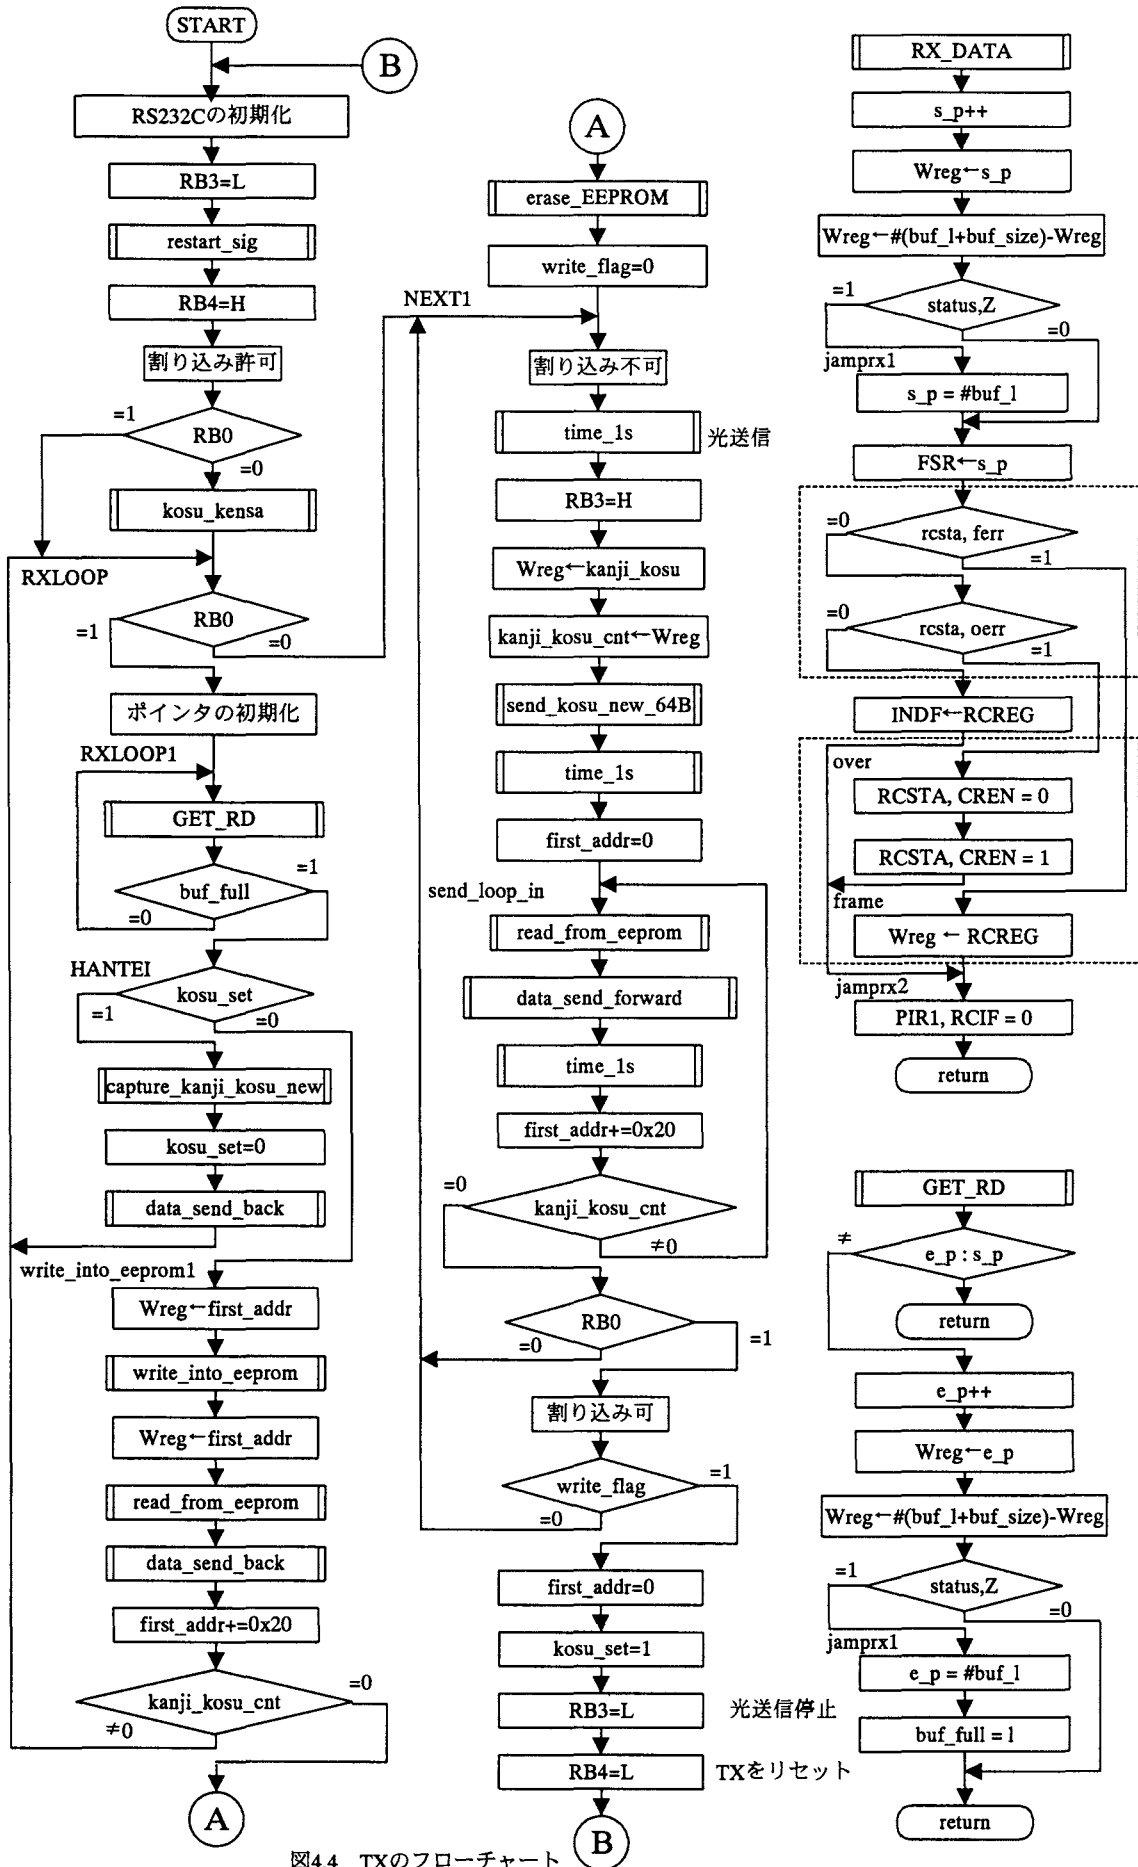 START
B
RS232Cの初期化
RB3=L
restart_sig
RB4=H
割り込み許可
=1
RB0
=0
kosu_kensa
RXLOOP
RB0
=1
=0
ポインタの初期化
RXLOOP1
GET_RD
=1
buf_full
=0
HANTEI
kosu_set
=1
=0
capture_kanji_kosu_new
kosu_set=0
data_send_back
write_into_eeprom1
Wreg←first_addr
write_into_eeprom
Wreg←first_addr
read_from_eeprom
data_send_back
first_addr+=0x20
=0
kanji_kosu_cnt
≠0
A
A
erase_EEPROM
write_flag=0
NEXT1
割り込み不可
time_1s
光送信
RB3=H
Wreg←kanji_kosu
kanji_kosu_cnt←Wreg
send_kosu_new_64B
time_1s
first_addr=0
send_loop_in
read_from_eeprom
data_send_forward
time_1s
first_addr+=0x20
=0
kanji_kosu_cnt
≠0
RB0
=0
=1
割り込み可
write_flag
=1
=0
first_addr=0
kosu_set=1
RB3=L
光送信停止
RB4=L
TXをリセット
B
RX_DATA
s_p++
Wreg←s_p
Wreg←#(buf_l+buf_size)-Wreg
=1
status,Z
=0
jamprx1
s_p = #buf_l
FSR←s_p
=0
rcsta, ferr
=1
=0
rcsta, oerr
=1
INDF←RCREG
over
RCSTA, CREN = 0
RCSTA, CREN = 1
frame
Wreg ← RCREG
jamprx2
PIR1, RCIF = 0
return
GET_RD
≠
e_p : s_p
return
e_p++
Wreg←e_p
Wreg←#(buf_l+buf_size)-Wreg
=1
status,Z
=0
jamprx1
e_p = #buf_l
buf_full = 1
return
図4.4 TXのフローチャート